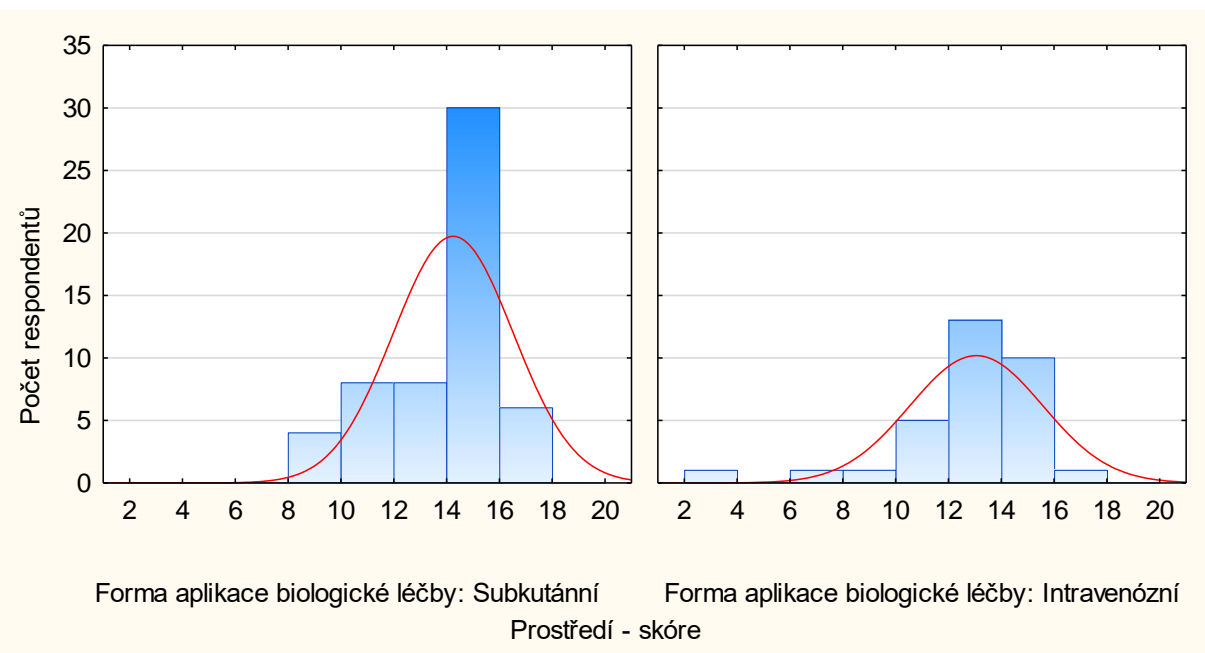 35
30
25
20
15
10
5
0
Počet respondentů
2 4 6 8 10 12 14 16 18 20
2 4 6 8 10 12 14 16 18 20
Forma aplikace biologické léčby: Subkutánní
Forma aplikace biologické léčby: Intravenózní
Prostředí - skóre